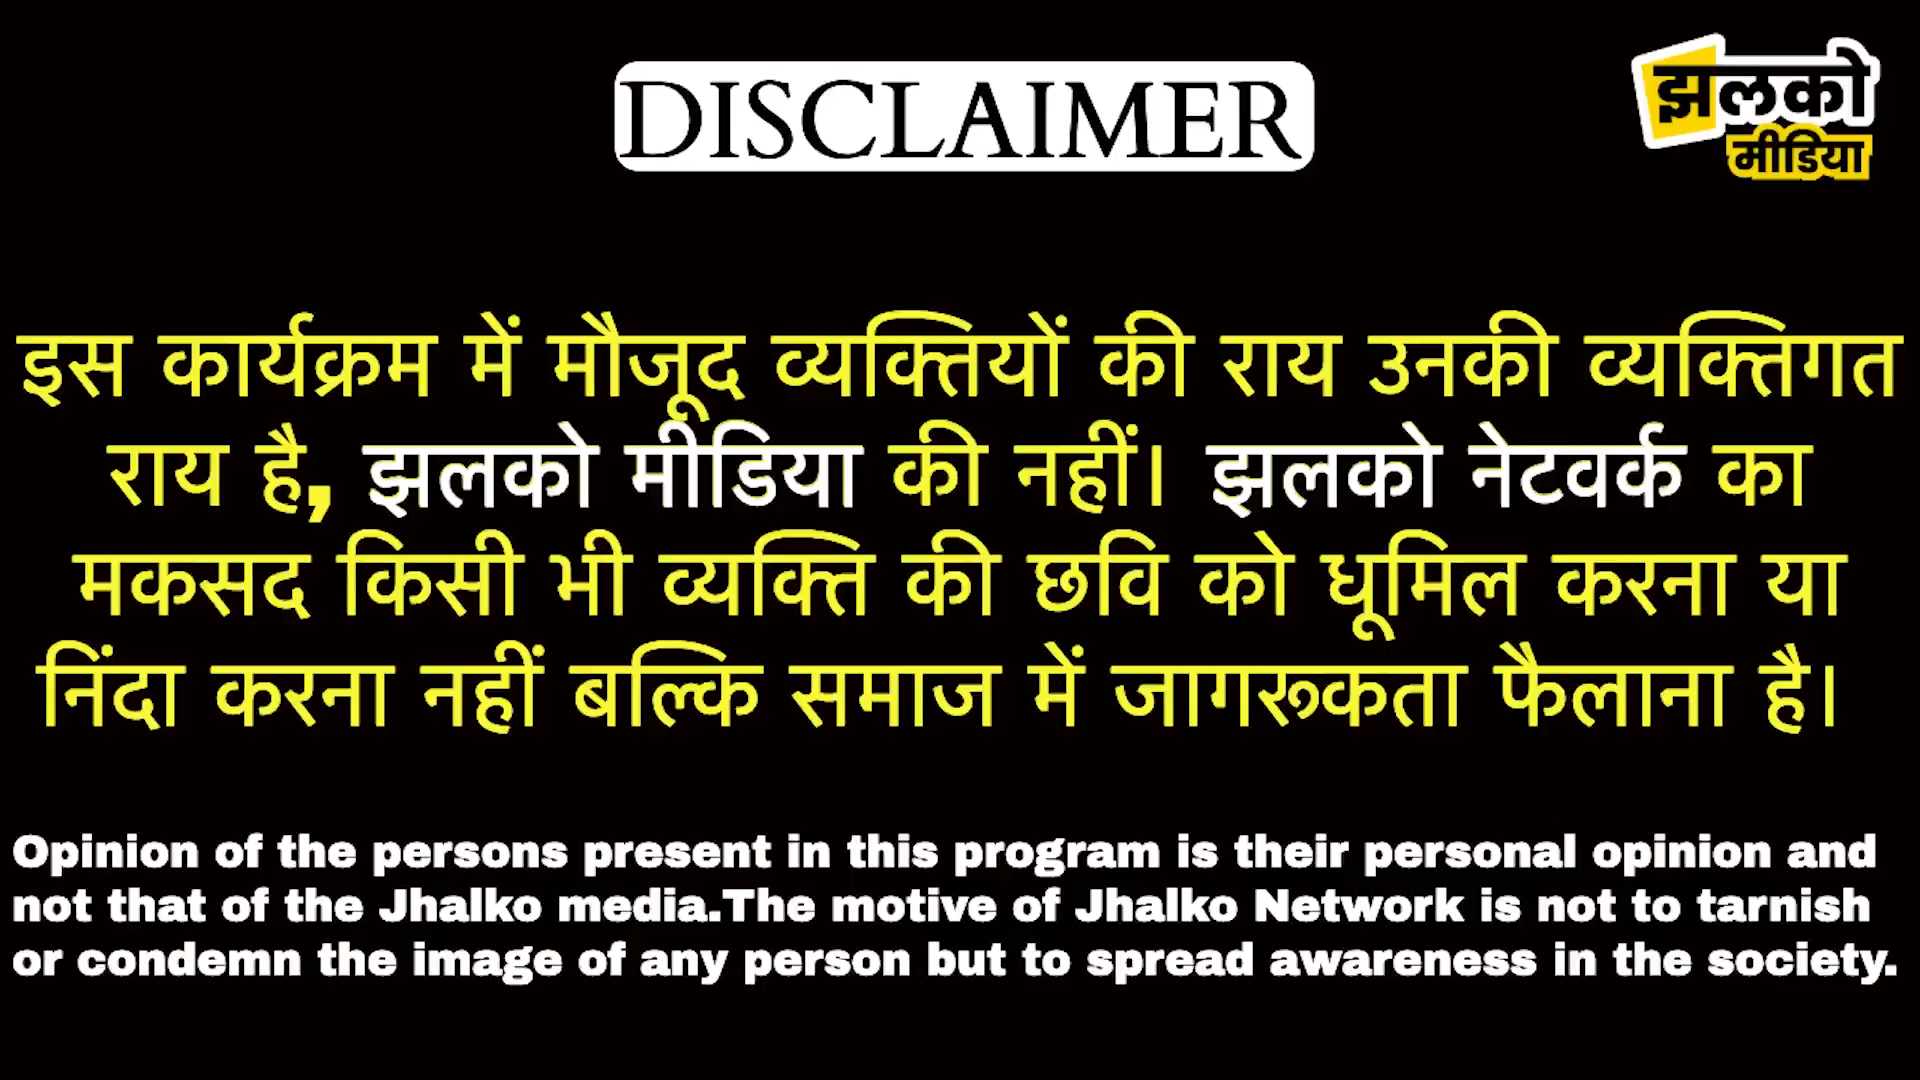 DISCLAIMER
झलको
मीडिया
इस कार्यक्रम में मौजूद व्यक्तियों की राय उनकी व्यक्तिगत
राय है, झलको मीडिया की नहीं। झलको नेटवर्क का
मकसद किसी भी व्यक्ति की छवि को धूमिल करना या
निंदा करना नहीं बल्कि समाज में जागरूकता फैलाना है।
Opinion of the persons present in this program is their personal opinion and
not that of the Jhalko media.The motive of Jhalko Network is not to tarnish
or condemn the image of any person but to spread awareness in the society.